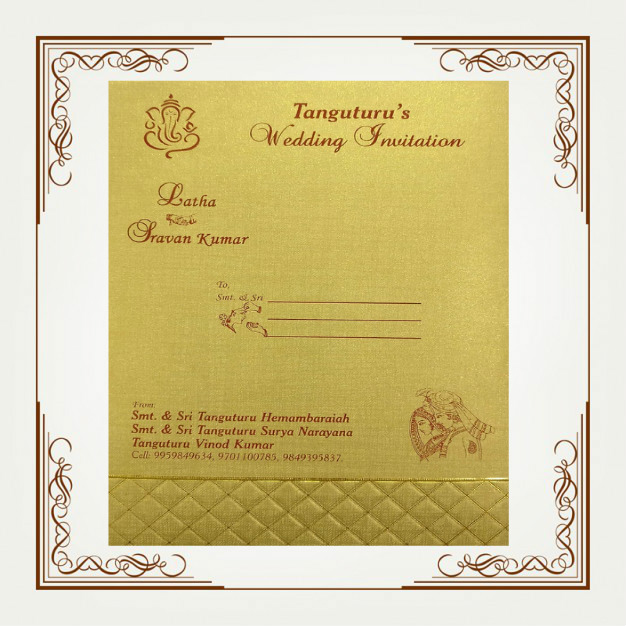 Tanguturu's
Wedding Invitation
Latha
Sravan Kumar
To,
Smt. & Sri
From:
Smt. & Sri Tanguturu Hemambaraiah
Smt. & Sri Tanguturu Surya Narayana
Tanguturu Vinod Kumar
Cell: 9959849634, 9701100785, 9849395837.